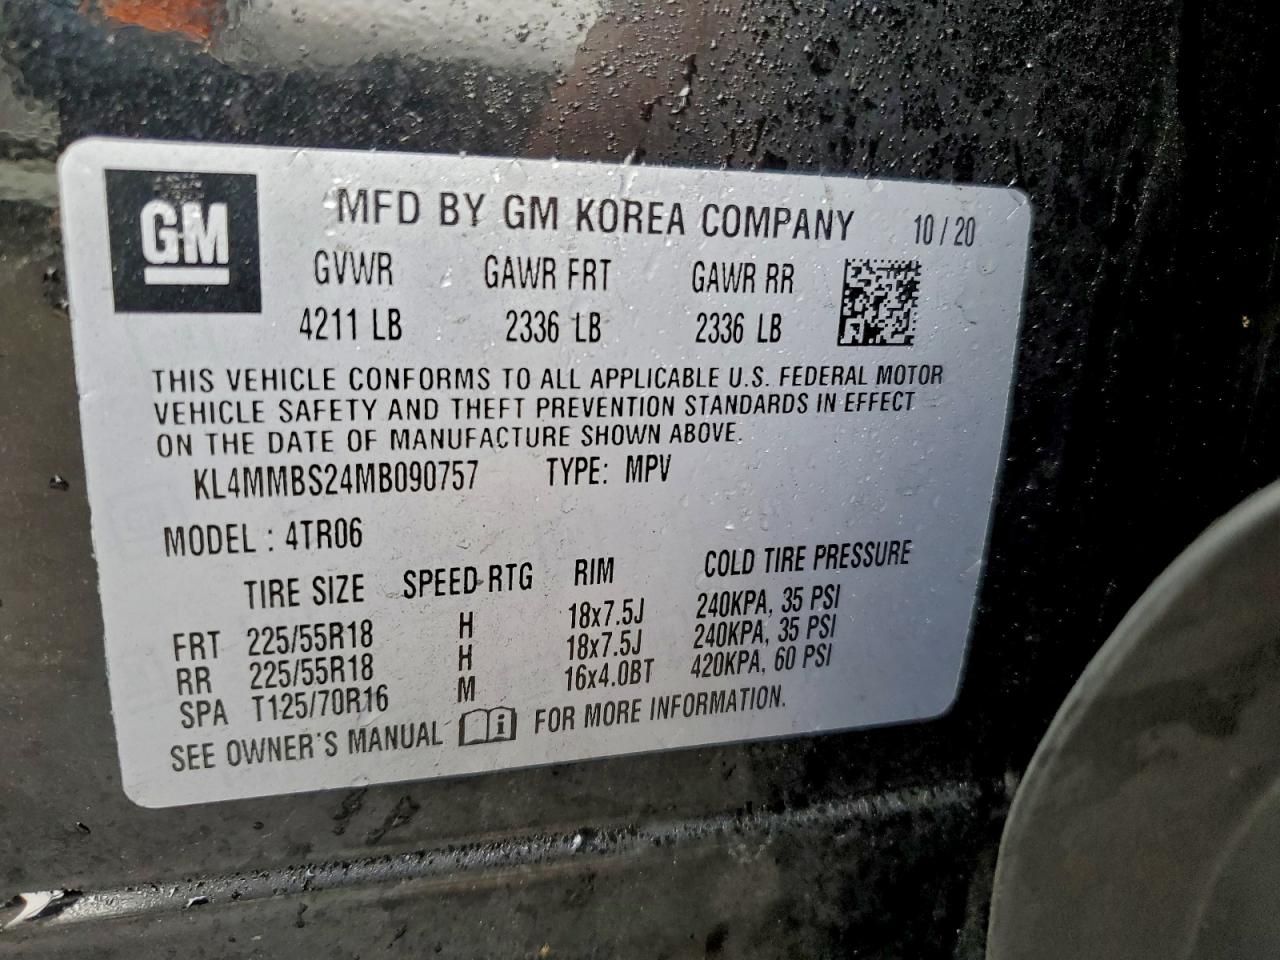 GM
MFD BY GM KOREA COMPANY 10 / 20
GVWR GAWR FRT GAWR RR
4211 LB 2336 LB 2336 LB
THIS VEHICLE CONFORMS TO ALL APPLICABLE U.S. FEDERAL MOTOR
VEHICLE SAFETY AND THEFT PREVENTION STANDARDS IN EFFECT
ON THE DATE OF MANUFACTURE SHOWN ABOVE.
KL4MMBS24MB090757 TYPE: MPV
MODEL : 4TR06
TIRE SIZE SPEED RTG RIM COLD TIRE PRESSURE
FRT 225/55R18 H 18x7.5J 240KPA, 35 PSI
RR 225/55R18 H 18x7.5J 240KPA, 35 PSI
SPA T125/70R16 M 16x4.0BT 420KPA, 60 PSI
SEE OWNER'S MANUAL i FOR MORE INFORMATION.